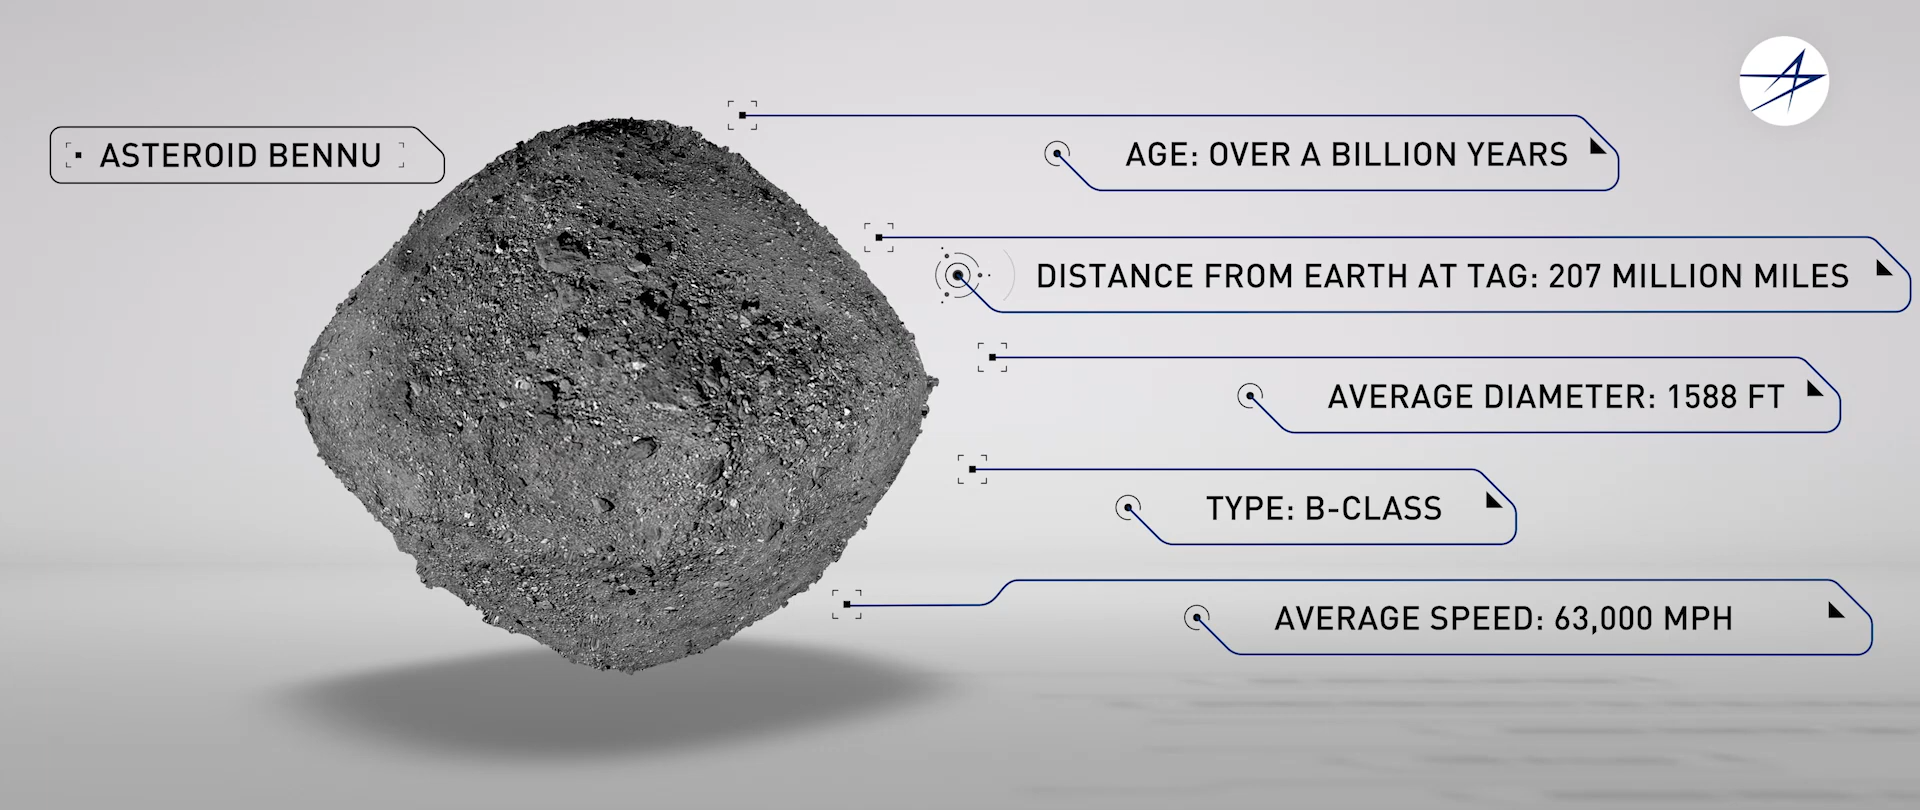 ASTEROID BENNU
AGE: OVER A BILLION YEARS
DISTANCE FROM EARTH AT TAG: 207 MILLION MILES
AVERAGE DIAMETER: 1588 FT
TYPE: B-CLASS
AVERAGE SPEED: 63,000 MPH